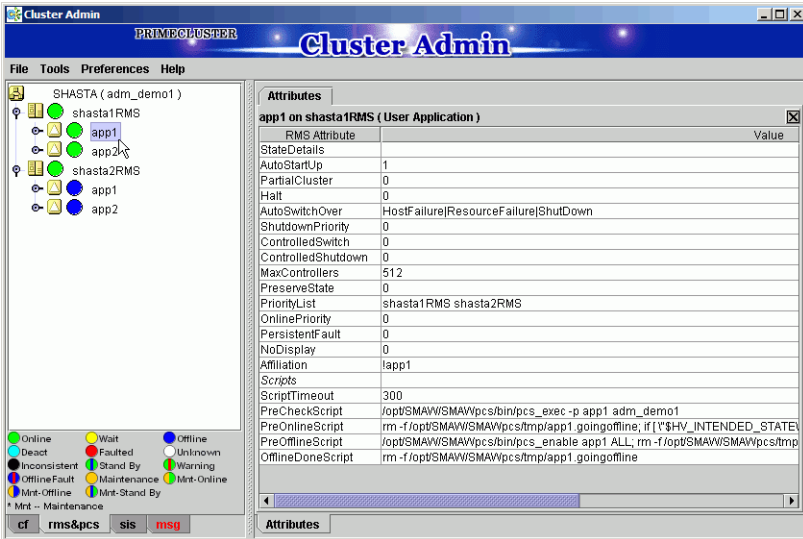 Cluster Admin
PRIMECLUSTER
Cluster Admin
File Tools Preferences Help
SHASTA ( adm_demo1 )
shasta1RMS
app1
app2
shasta2RMS
app1
app2
Online Wait Offline
Deact Faulted Unknown
Inconsistent Stand By Warning
OfflineFault Maintenance Mnt-Online
Mnt-Offline Mnt-Stand By
* Mnt -- Maintenance
cf rms&pcs sis msg
Attributes
app1 on shasta1RMS ( User Application )
RMS Attribute Value
StateDetails
AutoStartUp 1
PartialCluster 0
Halt 0
AutoSwitchOver HostFailure|ResourceFailure|ShutDown
ShutdownPriority 0
ControlledSwitch 0
ControlledShutdown 0
MaxControllers 512
PreserveState 0
PriorityList shasta1RMS shasta2RMS
OnlinePriority 0
PersistentFault 0
NoDisplay 0
Affiliation !app1
Scripts
ScriptTimeout 300
PreCheckScript /opt/SMAW/SMAWpcs/bin/pcs_exec -p app1 adm_demo1
PreOnlineScript rm -f /opt/SMAW/SMAWpcs/tmp/app1.goingoffline; if [ \"$HV_INTENDED_STATE\
PreOfflineScript /opt/SMAW/SMAWpcs/bin/pcs_enable app1 ALL; rm -f /opt/SMAW/SMAWpcs/tmp
OfflineDoneScript rm -f /opt/SMAW/SMAWpcs/tmp/app1.goingoffline
Attributes